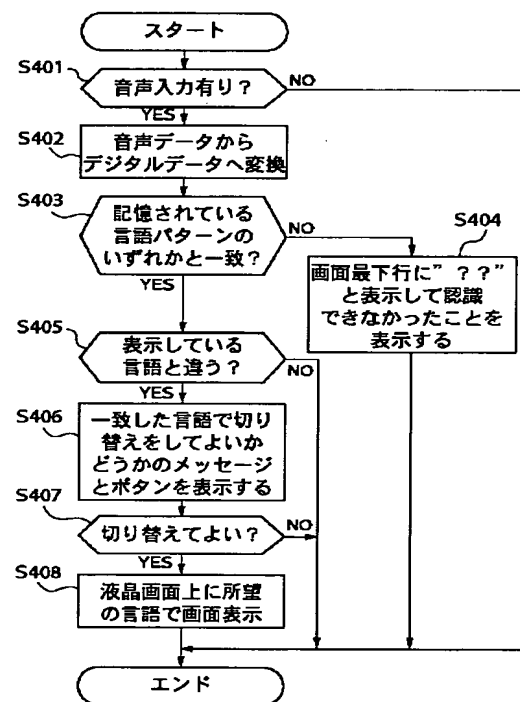 スタート
S401
音声入力有り？
NO
YES
S402
音声データから
デジタルデータへ変換
S403
記憶されている
言語パターンの
いずれかと一致？
NO
YES
S404
画面最下行に”？？”
と表示して認識
できなかったことを
表示する
S405
表示している
言語と違う？
NO
YES
S406
一致した言語で切り
替えをしてよいか
どうかのメッセージ
とボタンを表示する
S407
切り替えてよい？
NO
YES
S408
液晶画面上に所望
の言語で画面表示
エンド